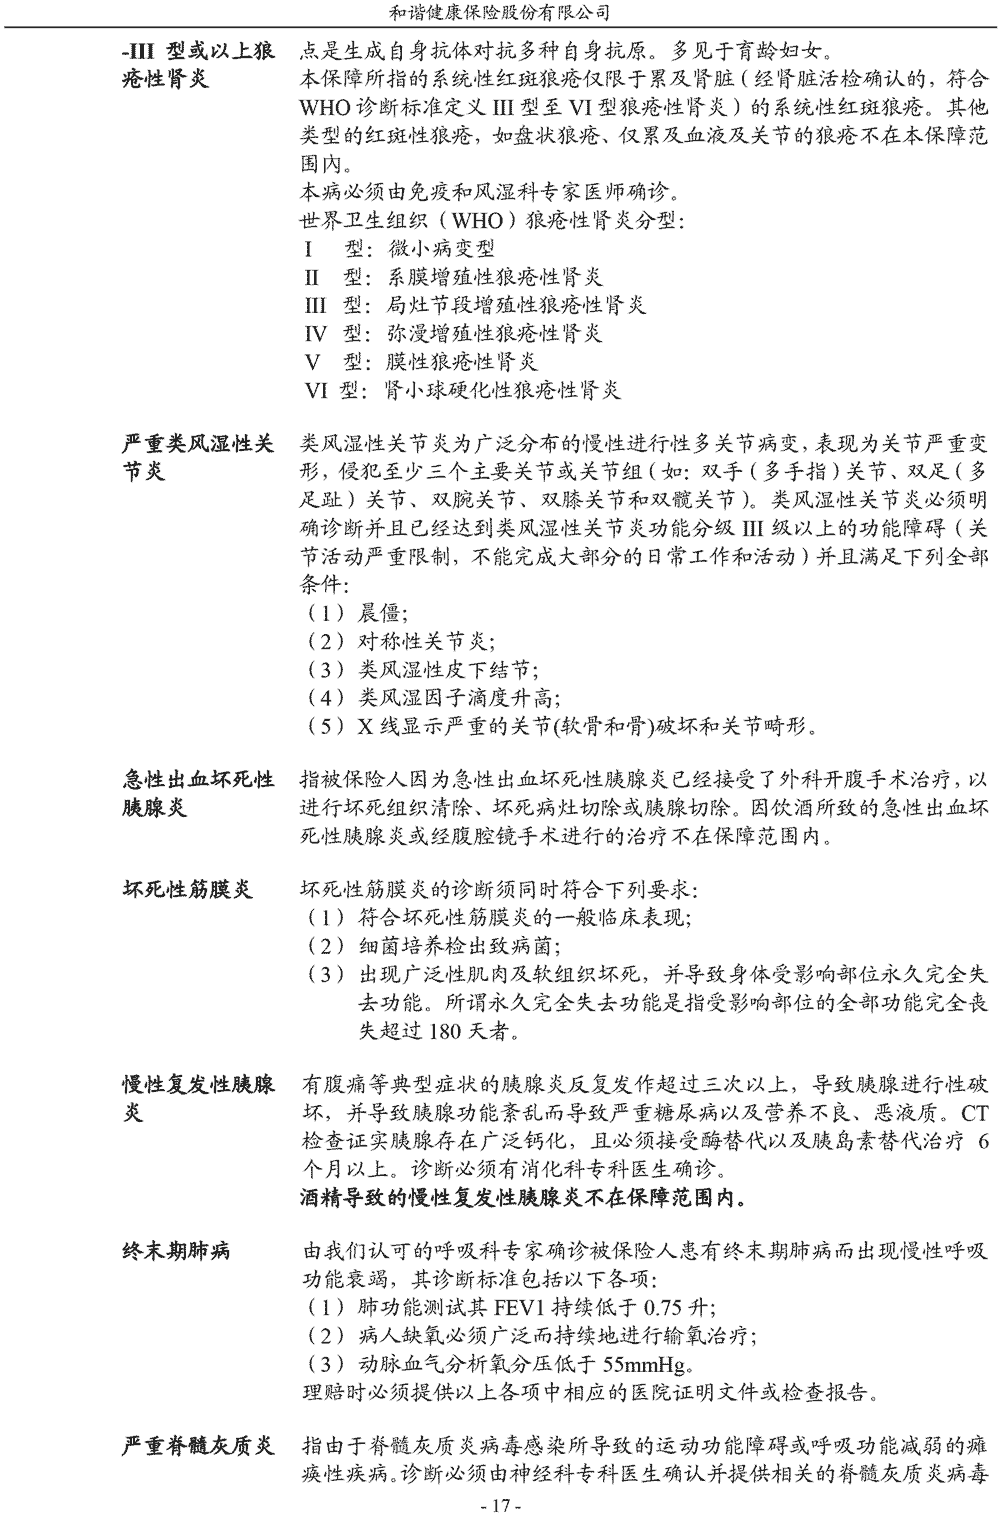 和谐健康保险股份有限公司
-III 型或以上狼
疮性肾炎
点是生成自身抗体对抗多种自身抗原。多见于育龄妇女。
本保障所指的系统性红斑狼疮仅限于累及肾脏（经肾脏活检确认的，符合
WHO 诊断标准定义 III 型至 VI 型狼疮性肾炎）的系统性红斑狼疮。其他
类型的红斑性狼疮，如盘状狼疮、仅累及血液及关节的狼疮不在本保障范
围内。
本病必须由免疫和风湿科专家医师确诊。
世界卫生组织（WHO）狼疮性肾炎分型：
I 型：微小病变型
II 型：系膜增殖性狼疮性肾炎
III 型：局灶节段增殖性狼疮性肾炎
IV 型：弥漫增殖性狼疮性肾炎
V 型：膜性狼疮性肾炎
VI 型：肾小球硬化性狼疮性肾炎
严重类风湿性关
节炎
类风湿性关节炎为广泛分布的慢性进行性多关节病变，表现为关节严重变
形，侵犯至少三个主要关节或关节组（如：双手（多手指）关节、双足（多
足趾）关节、双腕关节、双膝关节和双髋关节）。类风湿性关节炎必须明
确诊断并且已经达到类风湿性关节炎功能分级 III 级以上的功能障碍（关
节活动严重限制，不能完成大部分的日常工作和活动）并且满足下列全部
条件：
（1）晨僵；
（2）对称性关节炎；
（3）类风湿性皮下结节；
（4）类风湿因子滴度升高；
（5）X 线显示严重的关节(软骨和骨)破坏和关节畸形。
急性出血坏死性
胰腺炎
指被保险人因为急性出血坏死性胰腺炎已经接受了外科开腹手术治疗，以
进行坏死组织清除、坏死病灶切除或胰腺切除。因饮酒所致的急性出血坏
死性胰腺炎或经腹腔镜手术进行的治疗不在保障范围内。
坏死性筋膜炎
坏死性筋膜炎的诊断须同时符合下列要求：
（1）符合坏死性筋膜炎的一般临床表现；
（2）细菌培养检出致病菌；
（3）出现广泛性肌肉及软组织坏死，并导致身体受影响部位永久完全失
去功能。所谓永久完全失去功能是指受影响部位的全部功能完全丧
失超过 180 天者。
慢性复发性胰腺
炎
有腹痛等典型症状的胰腺炎反复发作超过三次以上，导致胰腺进行性破
坏，并导致胰腺功能紊乱而导致严重糖尿病以及营养不良、恶液质。CT
检查证实胰腺存在广泛钙化，且必须接受酶替代以及胰岛素替代治疗 6
个月以上。诊断必须有消化科专科医生确诊。
酒精导致的慢性复发性胰腺炎不在保障范围内。
终末期肺病
由我们认可的呼吸科专家确诊被保险人患有终末期肺病而出现慢性呼吸
功能衰竭，其诊断标准包括以下各项：
（1）肺功能测试其 FEV1 持续低于 0.75 升；
（2）病人缺氧必须广泛而持续地进行输氧治疗；
（3）动脉血气分析氧分压低于 55mmHg。
理赔时必须提供以上各项中相应的医院证明文件或检查报告。
严重脊髓灰质炎
指由于脊髓灰质炎病毒感染所导致的运动功能障碍或呼吸功能减弱的瘫
痪性疾病。诊断必须由神经科专科医生确认并提供相关的脊髓灰质炎病毒
- 17 -